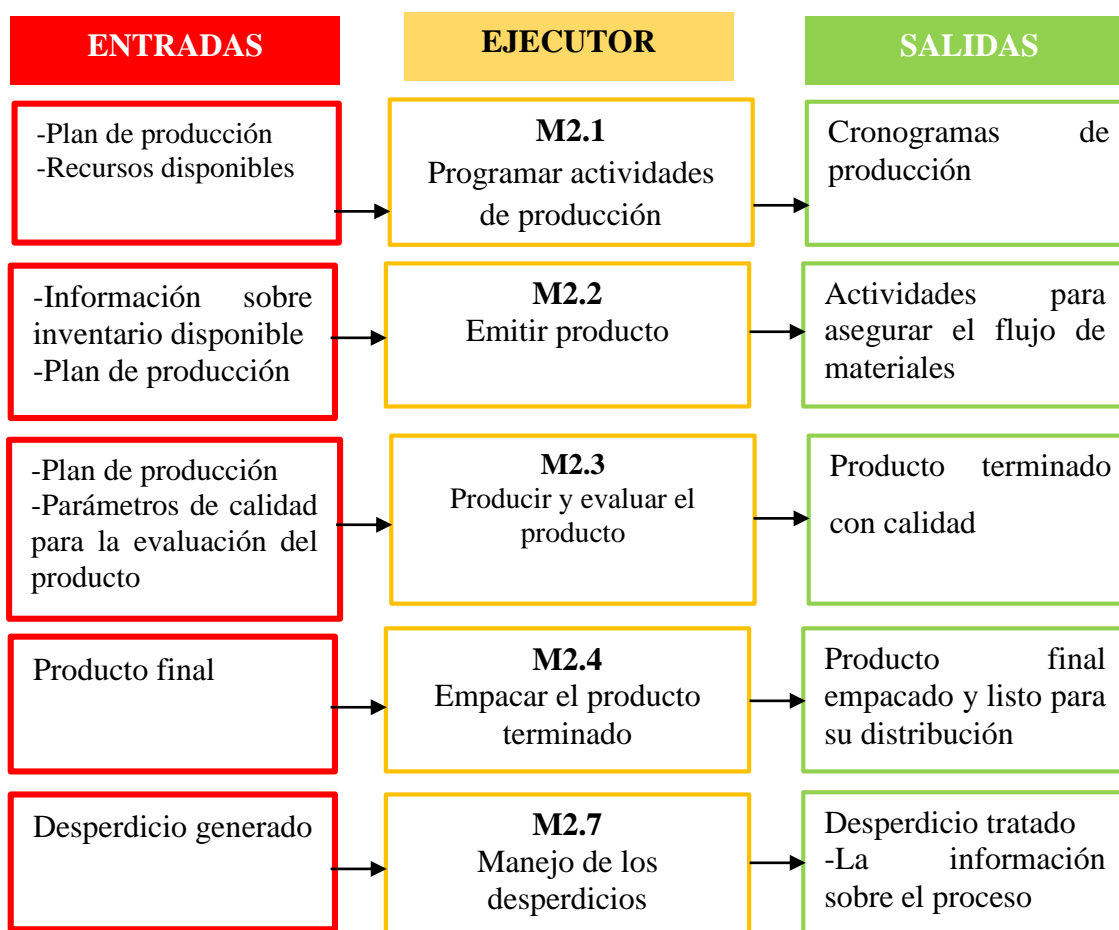 ENTRADAS
EJECUTOR
SALIDAS
-Plan de producción
-Recursos disponibles
M2.1
Programar actividades
de producción
Cronogramas de
producción
-Información sobre
inventario disponible
-Plan de producción
M2.2
Emitir producto
Actividades para
asegurar el flujo de
materiales
-Plan de producción
-Parámetros de calidad
para la evaluación del
producto
M2.3
Producir y evaluar el
producto
Producto terminado
con calidad
Producto final
M2.4
Empacar el producto
terminado
Producto final
empacado y listo para
su distribución
Desperdicio generado
M2.7
Manejo de los
desperdicios
Desperdicio tratado
-La información
sobre el proceso